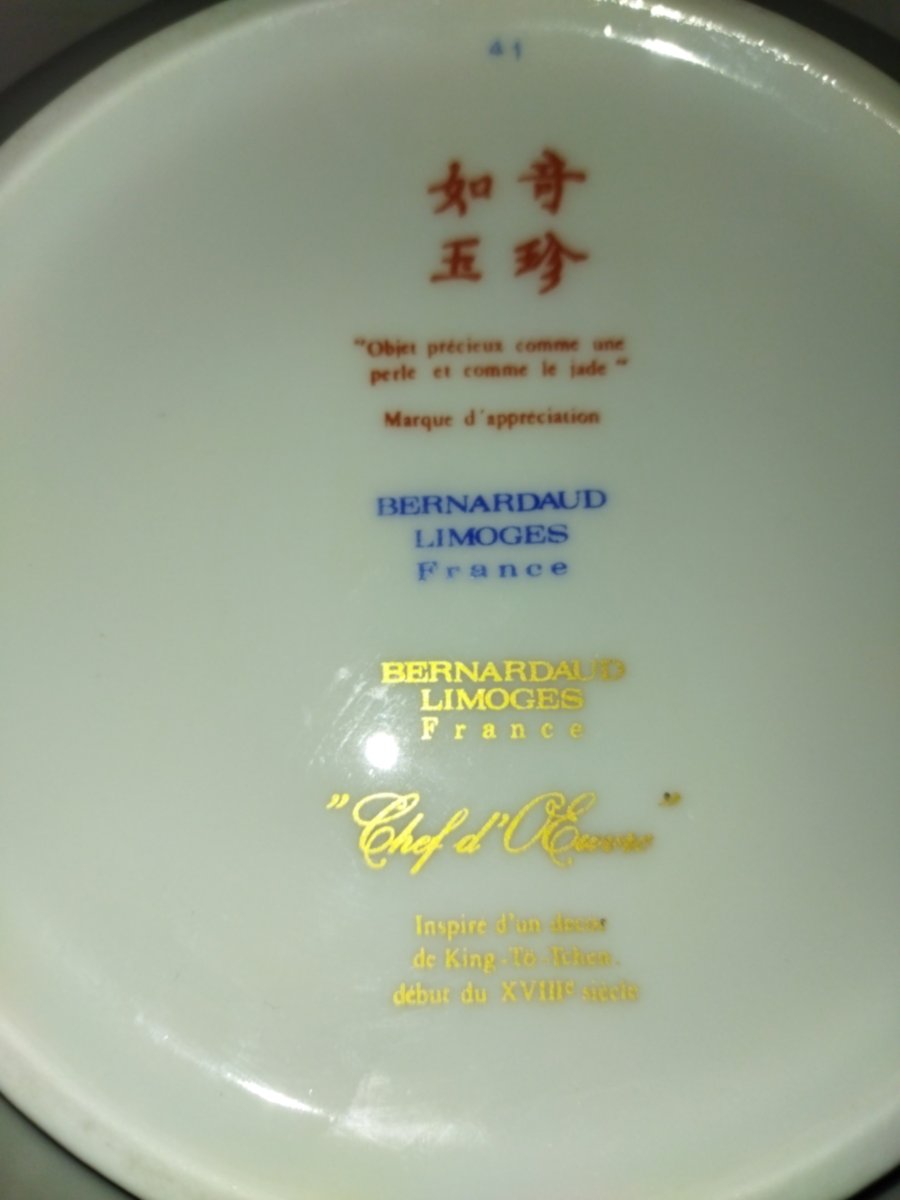 41
竒珍
如玉
"Objet précieux comme une
perle et comme le jade"
Marque d'appréciation
BERNARDAUD
LIMOGES
France
BERNARDAUD
LIMOGES
France
"Chef d'Œuvre"
Inspiré d'un décor
de King-Tö-Tchen.
début du XVIIIe siècle